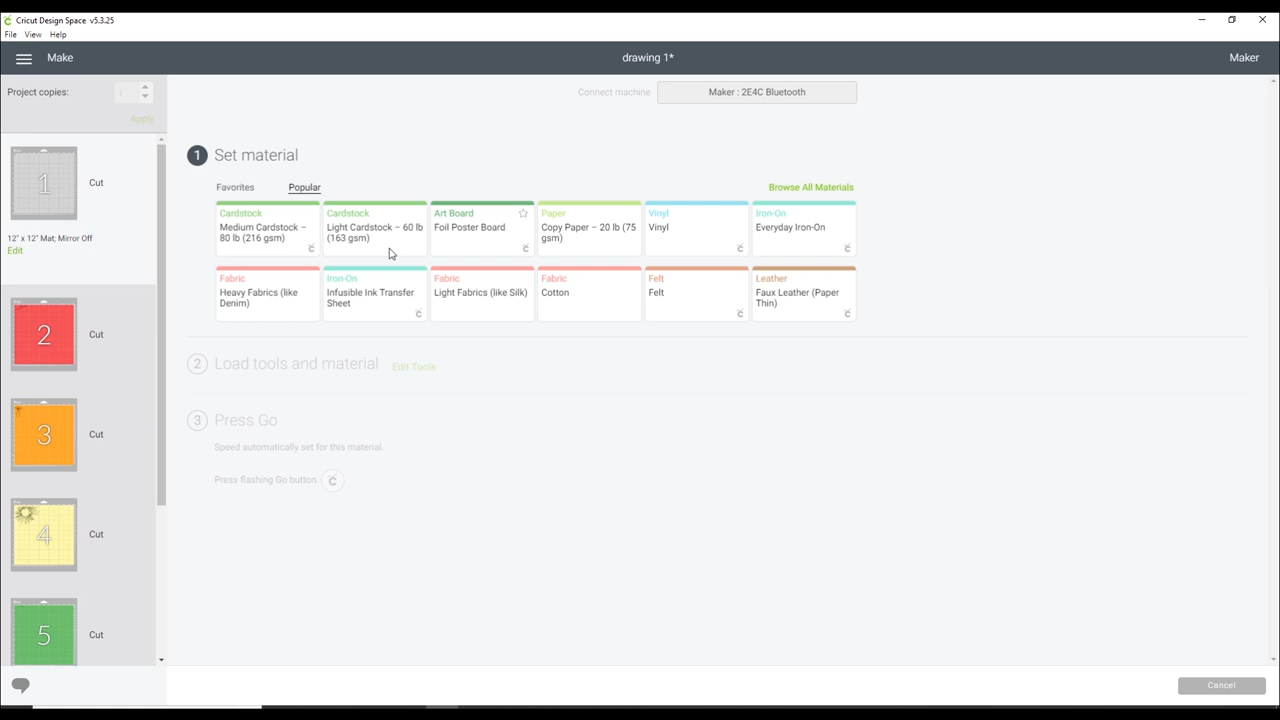 Cricut Design Space v5.3.25
File View Help
Make
drawing 1*
Maker
Project copies:
1
Apply
Connect machine
Maker : 2E4C Bluetooth
1
Cut
12" x 12" Mat; Mirror Off
Edit
2
Cut
3
Cut
4
Cut
5
Cut
1 Set material
Favorites Popular Browse All Materials
Cardstock
Medium Cardstock –
80 lb (216 gsm)
Cardstock
Light Cardstock – 60 lb
(163 gsm)
Art Board
Foil Poster Board
Paper
Copy Paper – 20 lb (75
gsm)
Vinyl
Vinyl
Iron-On
Everyday Iron-On
Fabric
Heavy Fabrics (like
Denim)
Iron-On
Infusible Ink Transfer
Sheet
Fabric
Light Fabrics (like Silk)
Fabric
Cotton
Felt
Felt
Leather
Faux Leather (Paper
Thin)
2 Load tools and material Edit Tools
3 Press Go
Speed automatically set for this material.
Press flashing Go button.
Cancel